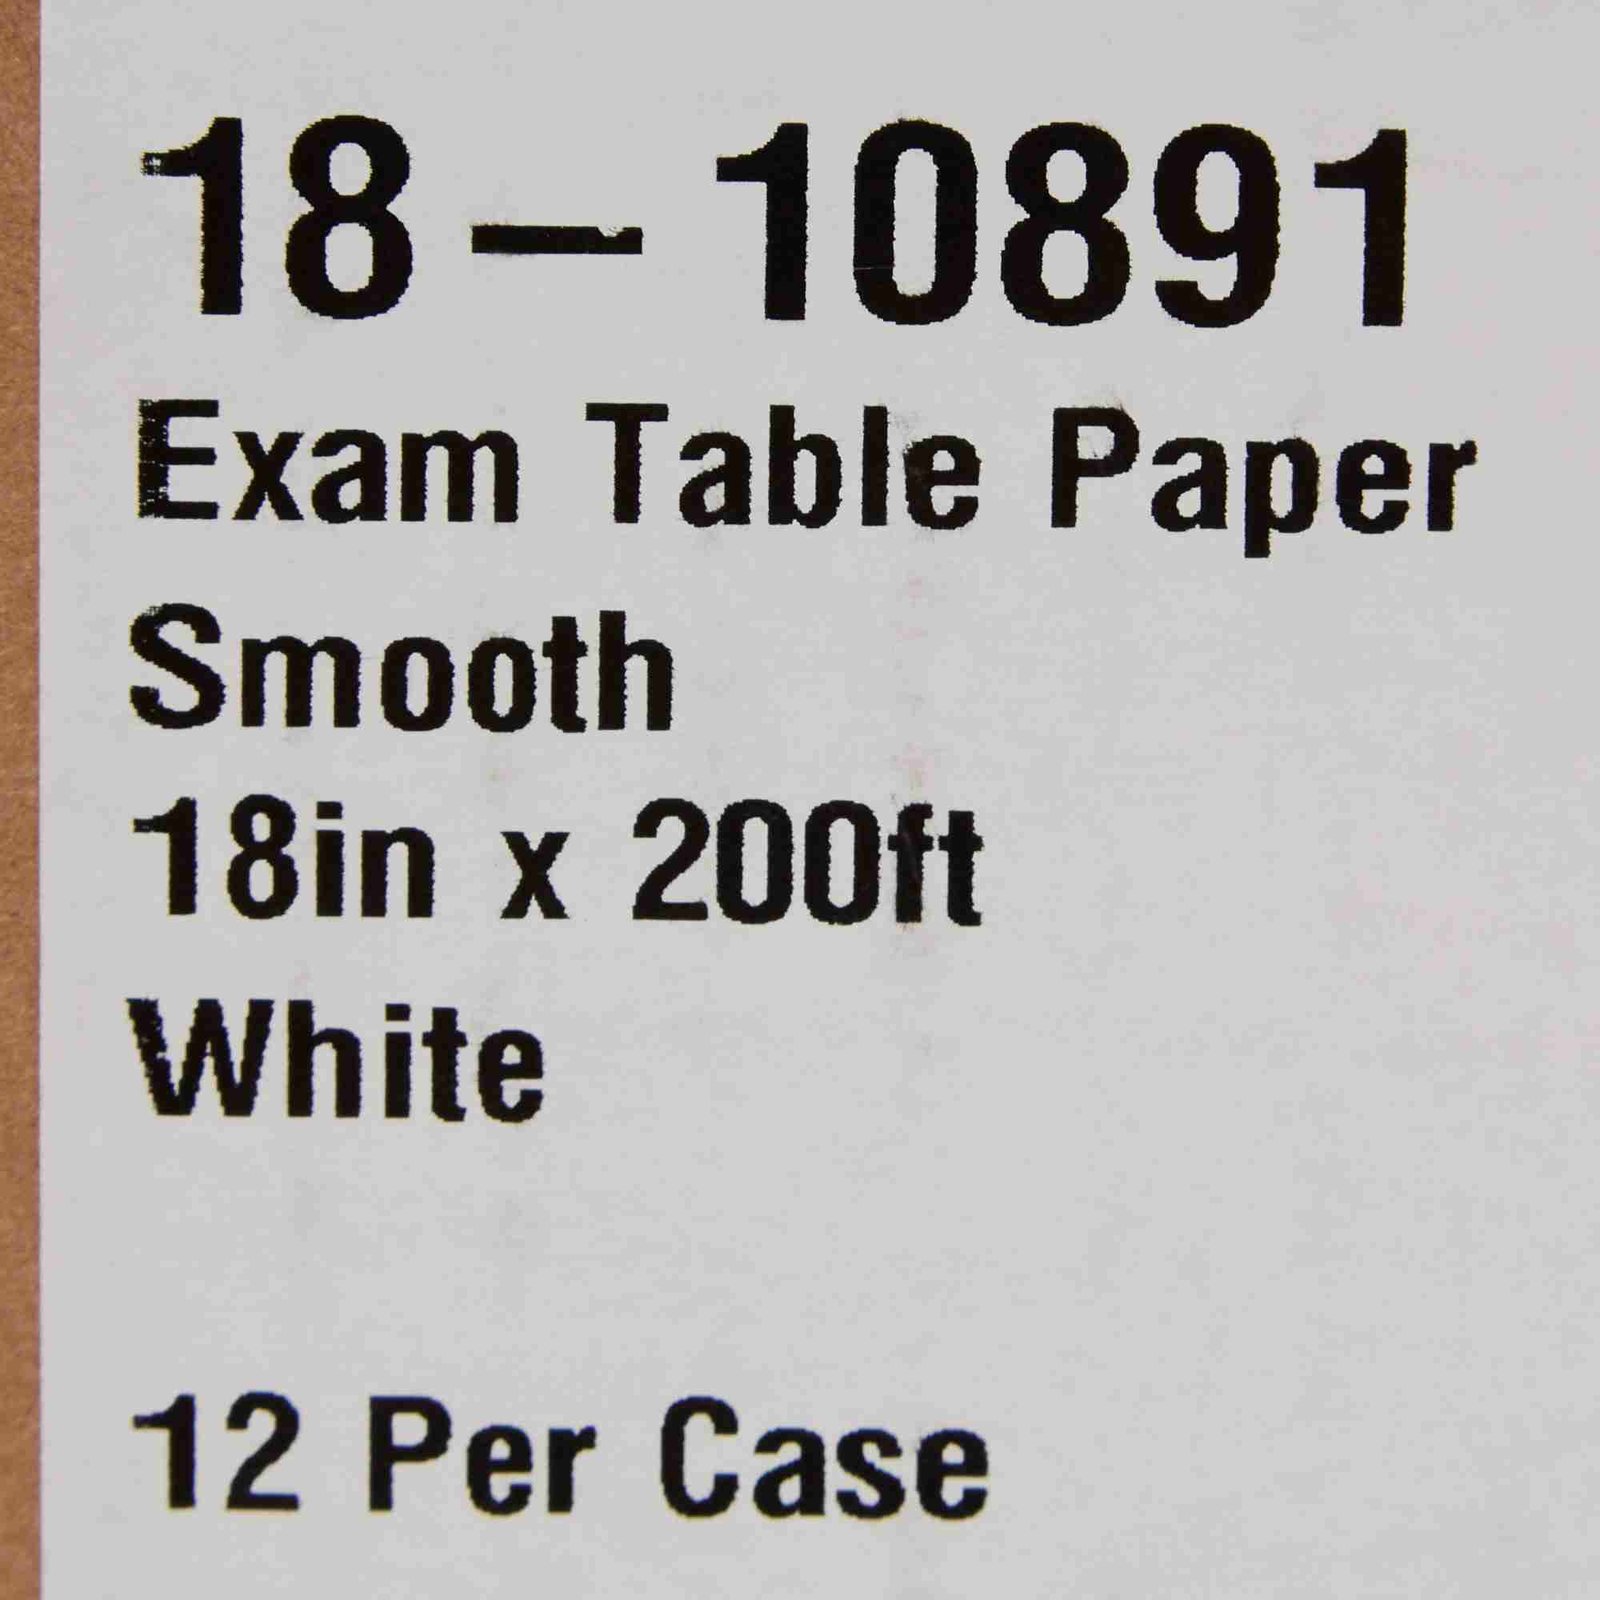 18-10891
Exam Table Paper
Smooth
18in x 200ft
White
12 Per Case